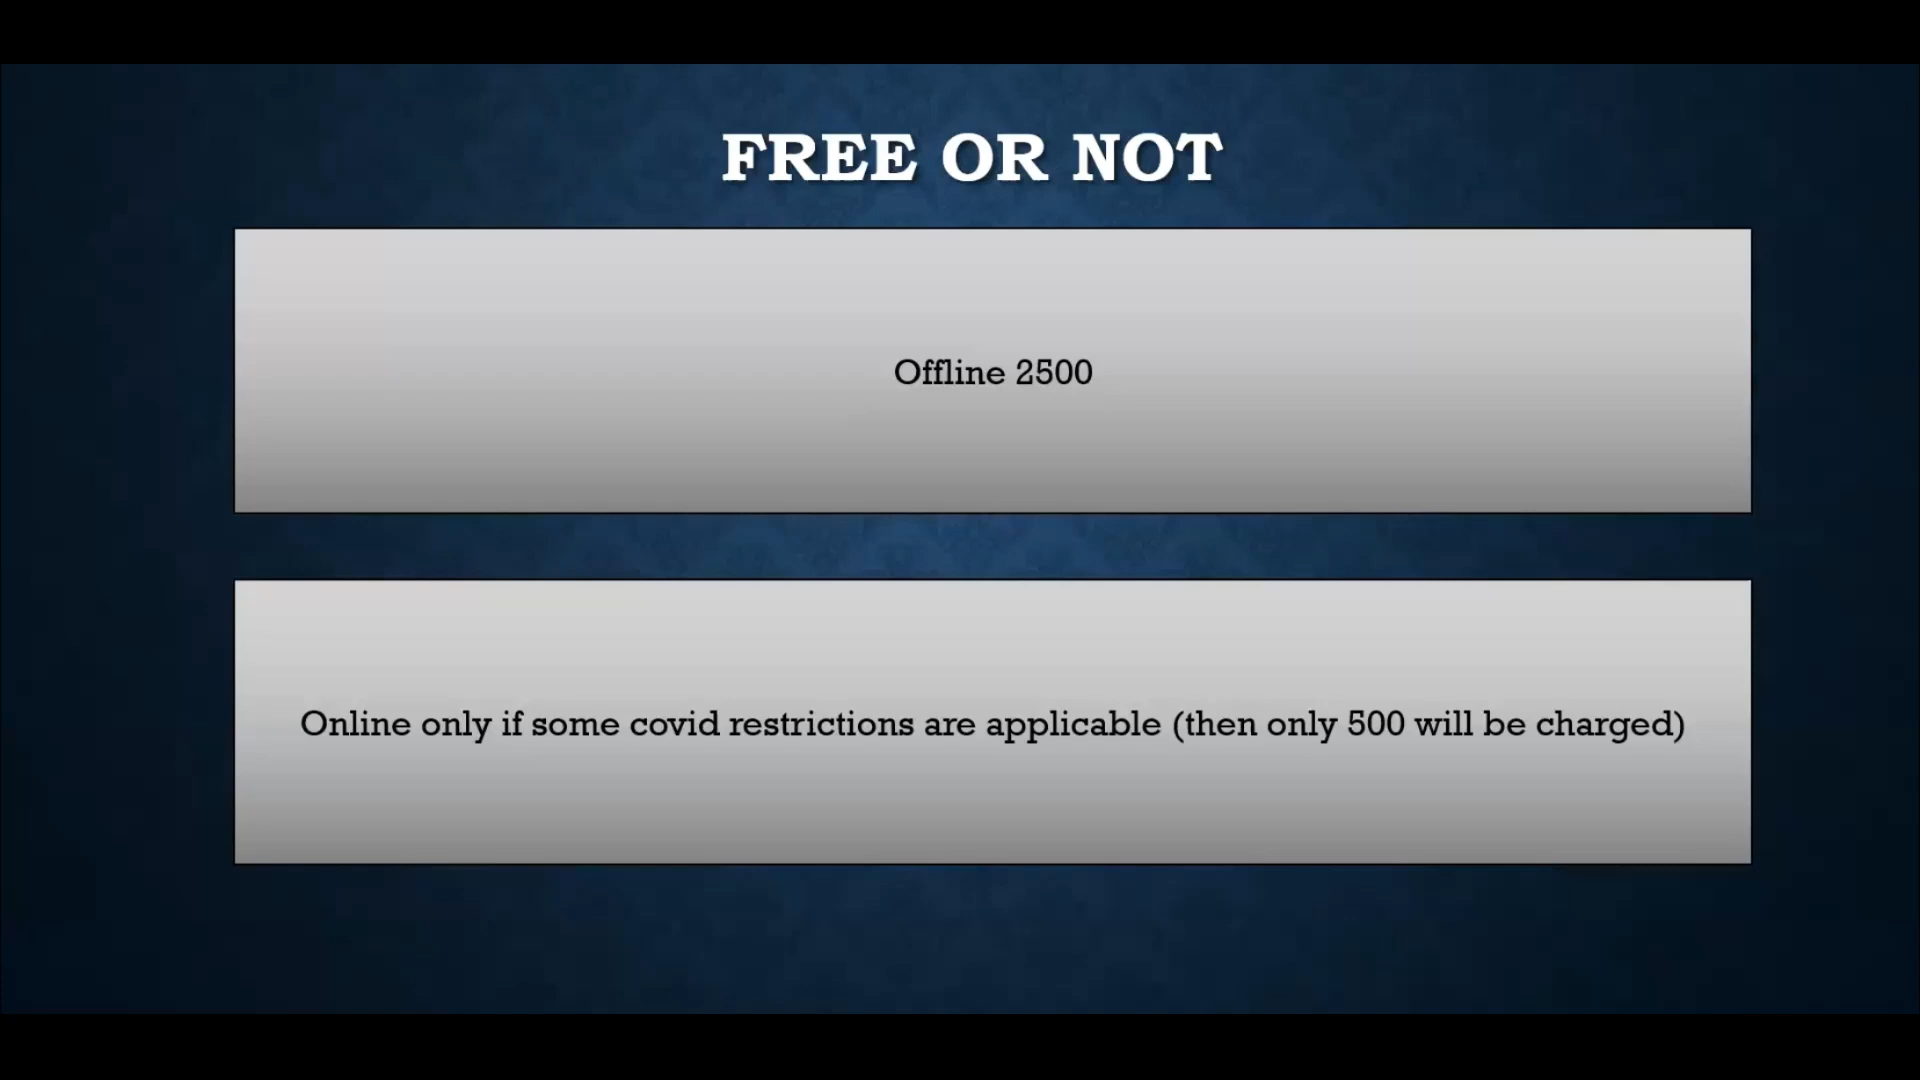 FREE OR NOT
Offline 2500
Online only if some covid restrictions are applicable (then only 500 will be charged)